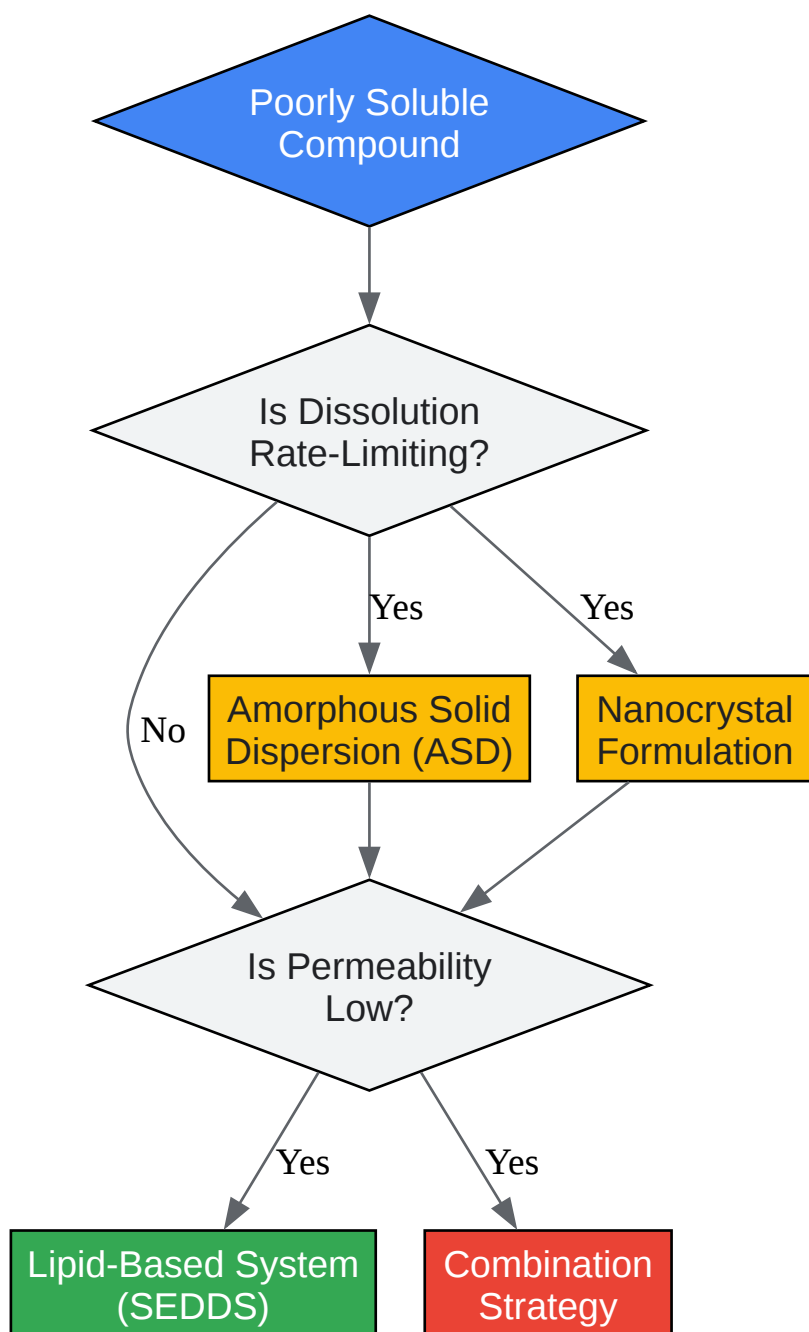 Poorly Soluble
Compound
Is Dissolution
Rate-Limiting?
Yes
Yes
Amorphous Solid
Dispersion (ASD)
Nanocrystal
Formulation
No
Is Permeability
Low?
Yes
Yes
Lipid-Based System
(SEDDS)
Combination
Strategy